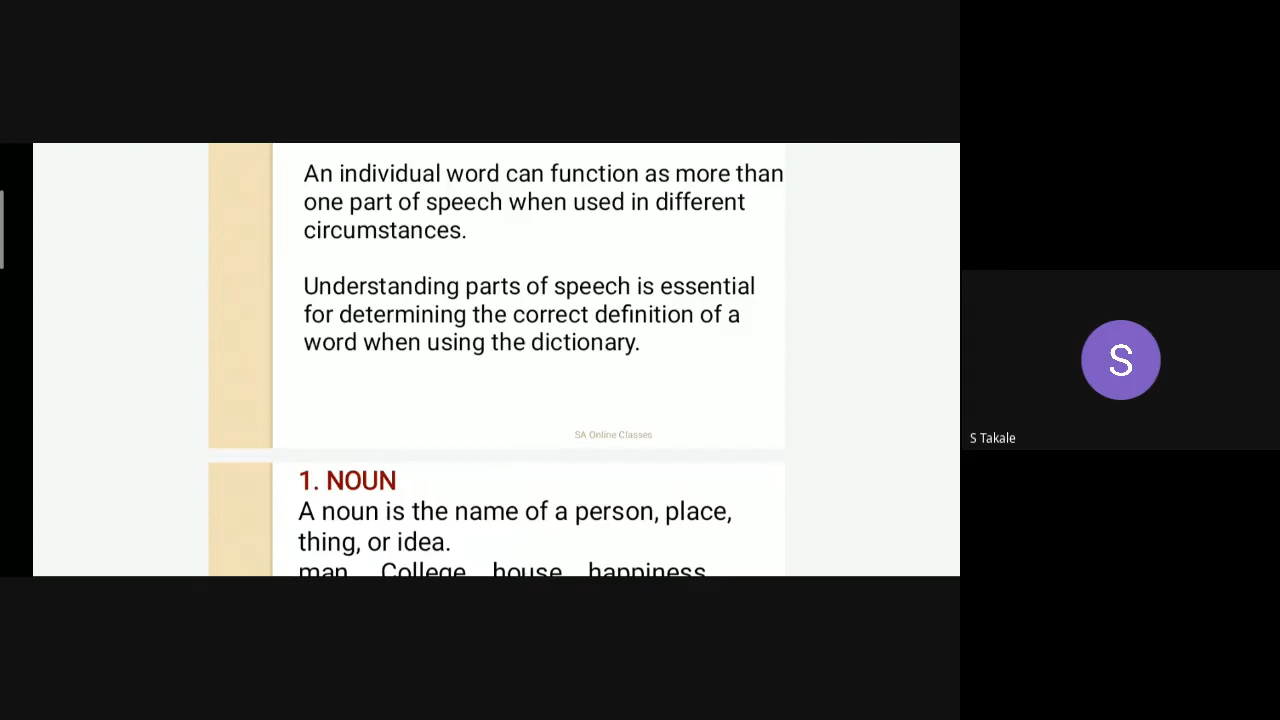 An individual word can function as more than
one part of speech when used in different
circumstances.
Understanding parts of speech is essential
for determining the correct definition of a
word when using the dictionary.
SA Online Classes
1. NOUN
A noun is the name of a person, place,
thing, or idea.
man College house happiness
S
S Takale